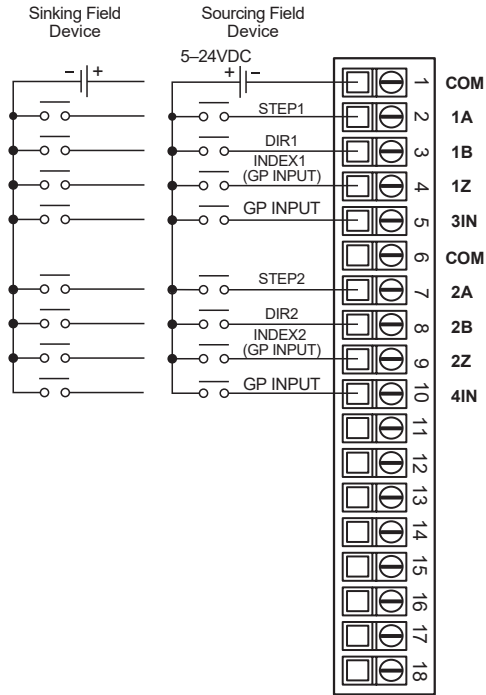 Sinking Field
Device
Sourcing Field
Device
5–24VDC
– +
+ –
1 COM
STEP1 2 1A
DIR1 3 1B
INDEX1
(GP INPUT) 4 1Z
GP INPUT 5 3IN
6 COM
STEP2 7 2A
DIR2 8 2B
INDEX2
(GP INPUT) 9 2Z
GP INPUT 10 4IN
11
12
13
14
15
16
17
18